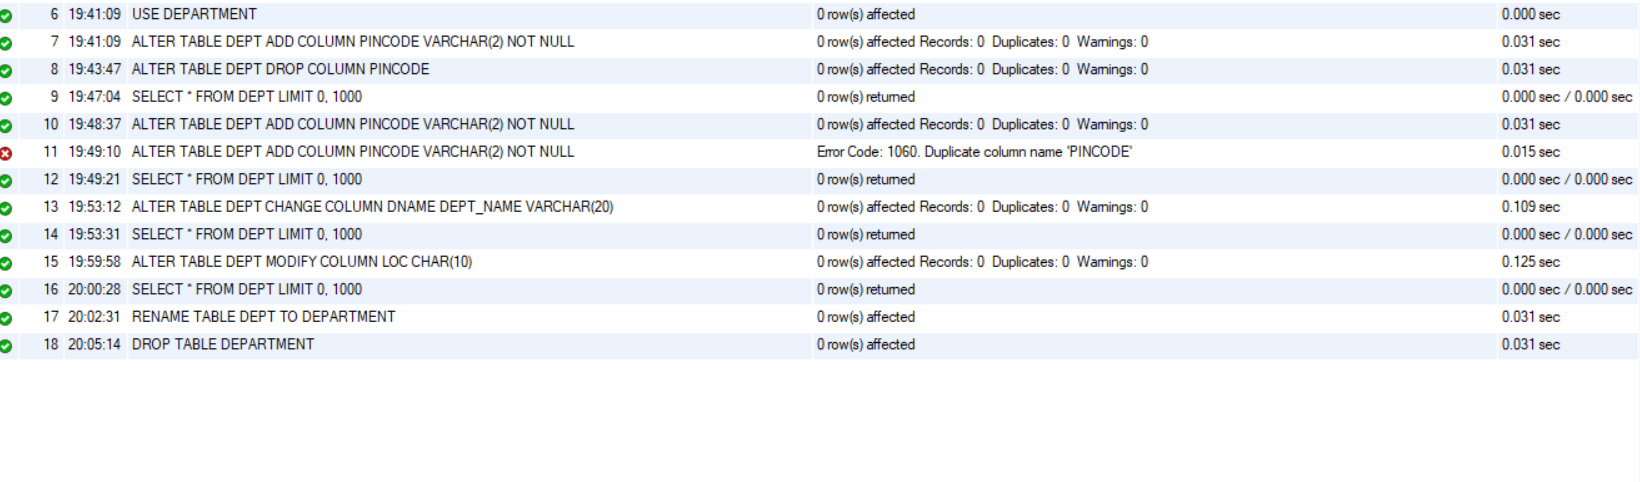 6 19:41:09 USE DEPARTMENT 0 row(s) affected 0.000 sec
7 19:41:09 ALTER TABLE DEPT ADD COLUMN PINCODE VARCHAR(2) NOT NULL 0 row(s) affected Records: 0 Duplicates: 0 Warnings: 0 0.031 sec
8 19:43:47 ALTER TABLE DEPT DROP COLUMN PINCODE 0 row(s) affected Records: 0 Duplicates: 0 Warnings: 0 0.031 sec
9 19:47:04 SELECT * FROM DEPT LIMIT 0, 1000 0 row(s) returned 0.000 sec / 0.000 sec
10 19:48:37 ALTER TABLE DEPT ADD COLUMN PINCODE VARCHAR(2) NOT NULL 0 row(s) affected Records: 0 Duplicates: 0 Warnings: 0 0.031 sec
11 19:49:10 ALTER TABLE DEPT ADD COLUMN PINCODE VARCHAR(2) NOT NULL Error Code: 1060. Duplicate column name 'PINCODE' 0.015 sec
12 19:49:21 SELECT * FROM DEPT LIMIT 0, 1000 0 row(s) returned 0.000 sec / 0.000 sec
13 19:53:12 ALTER TABLE DEPT CHANGE COLUMN DNAME DEPT_NAME VARCHAR(20) 0 row(s) affected Records: 0 Duplicates: 0 Warnings: 0 0.109 sec
14 19:53:31 SELECT * FROM DEPT LIMIT 0, 1000 0 row(s) returned 0.000 sec / 0.000 sec
15 19:59:58 ALTER TABLE DEPT MODIFY COLUMN LOC CHAR(10) 0 row(s) affected Records: 0 Duplicates: 0 Warnings: 0 0.125 sec
16 20:00:28 SELECT * FROM DEPT LIMIT 0, 1000 0 row(s) returned 0.000 sec / 0.000 sec
17 20:02:31 RENAME TABLE DEPT TO DEPARTMENT 0 row(s) affected 0.031 sec
18 20:05:14 DROP TABLE DEPARTMENT 0 row(s) affected 0.031 sec